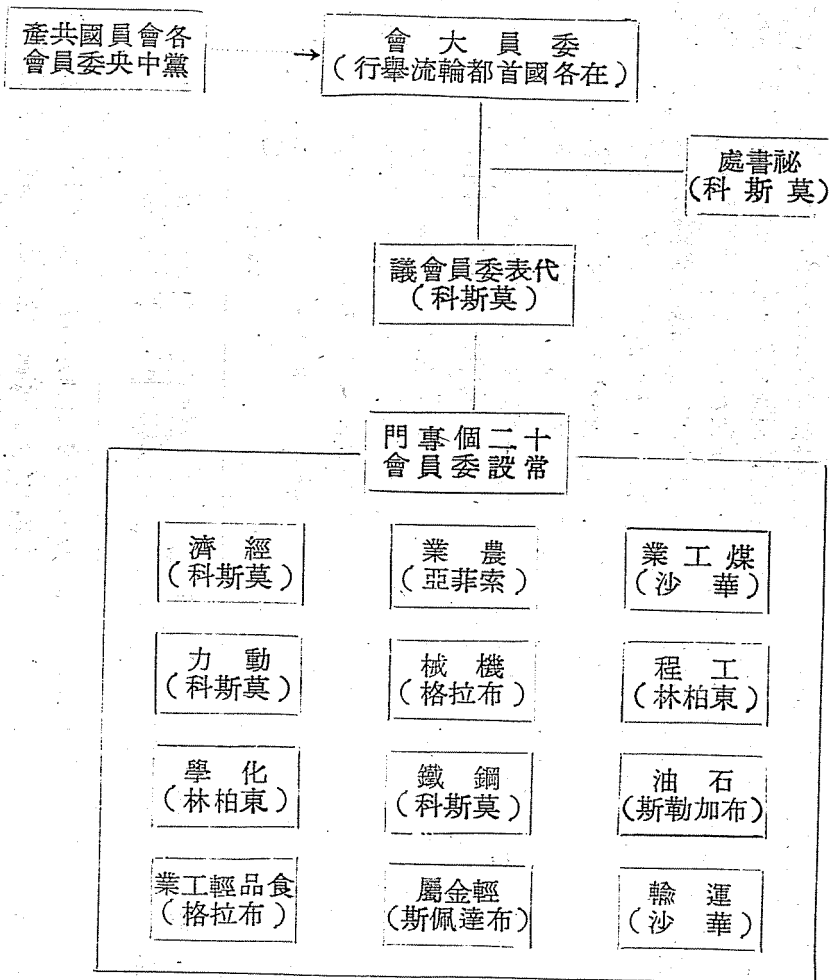 各會員國共產
黨中央委員會
委員大會
(在各國首都輪流舉行)
祕書處
(莫斯科)
代表委員會議
(莫斯科)
十二個專門
常設委員會
經濟
(莫斯科)
農業
(索菲亞)
煤工業
(華沙)
動力
(莫斯科)
機械
(布拉格)
工程
(東柏林)
化學
(東柏林)
鋼鐵
(莫斯科)
石油
(布加勒斯)
食品輕工業
(布拉格)
輕金屬
(布達佩斯)
運輸
(華沙)